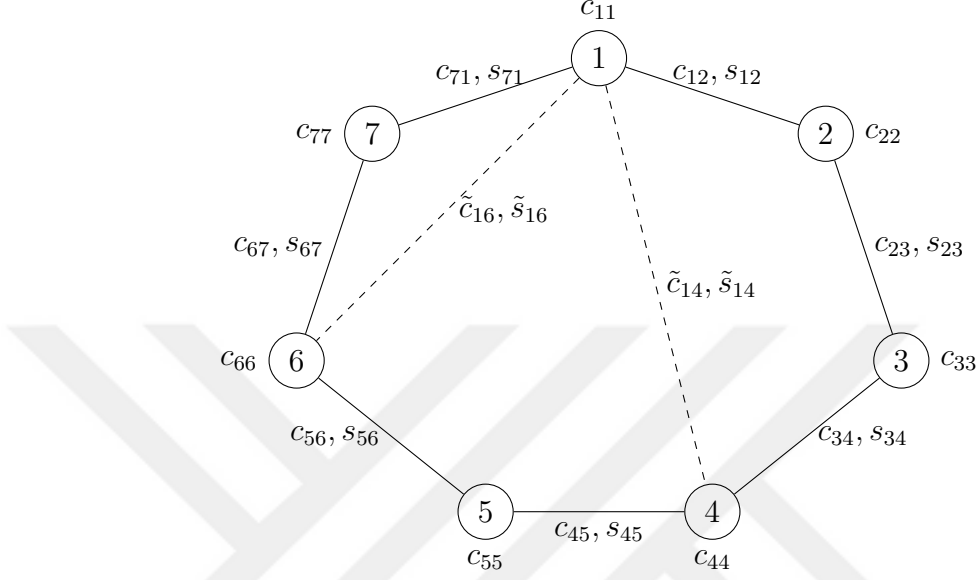 c₁₁
1
c₇₁, s₇₁
c₁₂, s₁₂
c₇₇
7
2
c₂₂
c̃₁₆, s̃₁₆
c₆₇, s₆₇
c₂₃, s₂₃
c̃₁₄, s̃₁₄
c₆₆
6
3
c₃₃
c₅₆, s₅₆
c₃₄, s₃₄
5
4
c₄₅, s₄₅
c₅₅
c₄₄